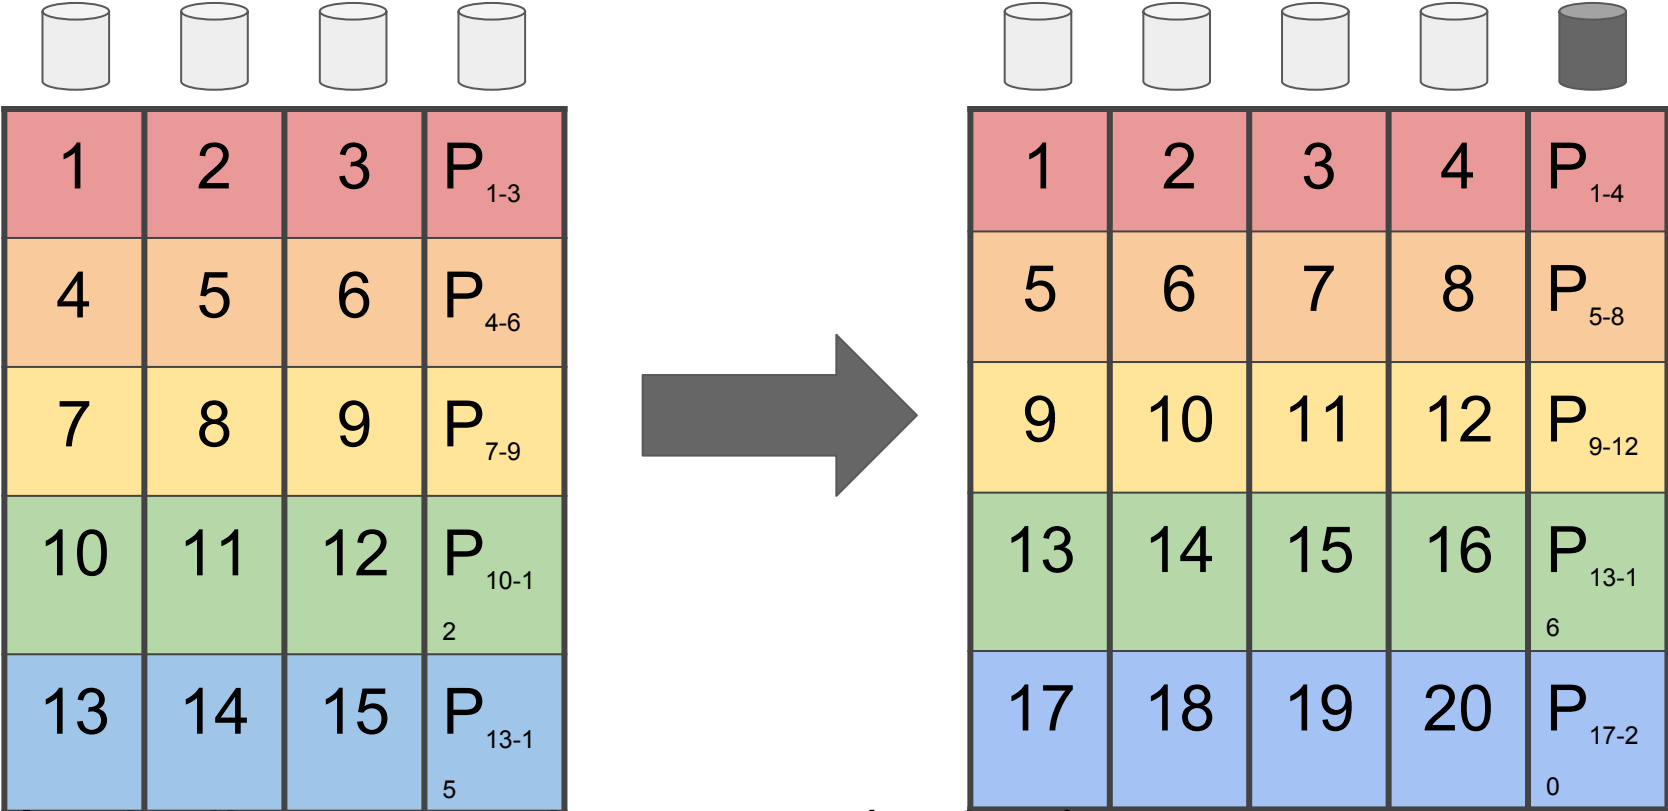 1 2 3 P1-3
4 5 6 P4-6
7 8 9 P7-9
10 11 12 P10-1
2
13 14 15 P13-1
5
1 2 3 4 P1-4
5 6 7 8 P5-8
9 10 11 12 P9-12
13 14 15 16 P13-1
6
17 18 19 20 P17-2
0